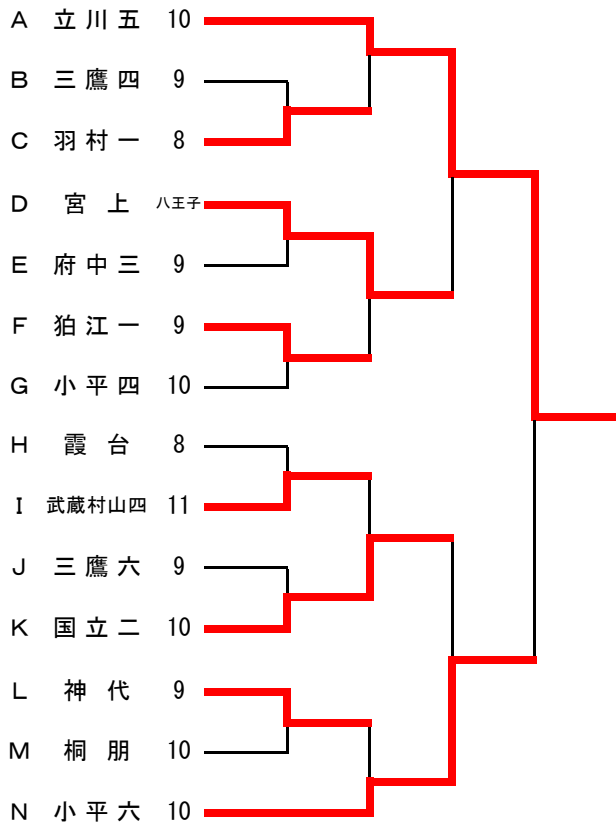 A 立川五 10
B 三鷹四 9
C 羽村一 8
D 宮上 八王子
E 府中三 9
F 狛江一 9
G 小平四 10
H 霞台 8
I 武蔵村山四 11
J 三鷹六 9
K 国立二 10
L 神代 9
M 桐朋 10
N 小平六 10